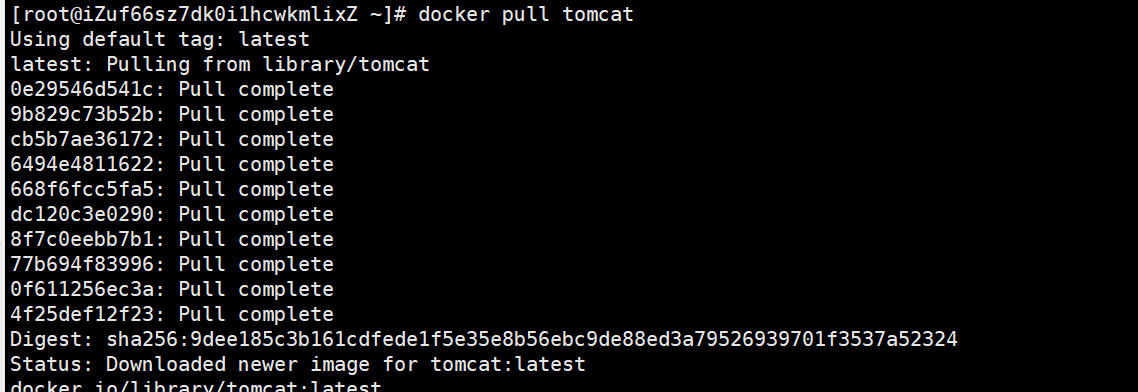 [root@iZuf66sz7dk0i1hcwkmlixZ ~]# docker pull tomcat
Using default tag: latest
latest: Pulling from library/tomcat
0e29546d541c: Pull complete
9b829c73b52b: Pull complete
cb5b7ae36172: Pull complete
6494e4811622: Pull complete
668f6fcc5fa5: Pull complete
dc120c3e0290: Pull complete
8f7c0eebb7b1: Pull complete
77b694f83996: Pull complete
0f611256ec3a: Pull complete
4f25def12f23: Pull complete
Digest: sha256:9dee185c3b161cdfede1f5e35e8b56ebc9de88ed3a79526939701f3537a52324
Status: Downloaded newer image for tomcat:latest
docker.io/library/tomcat:latest